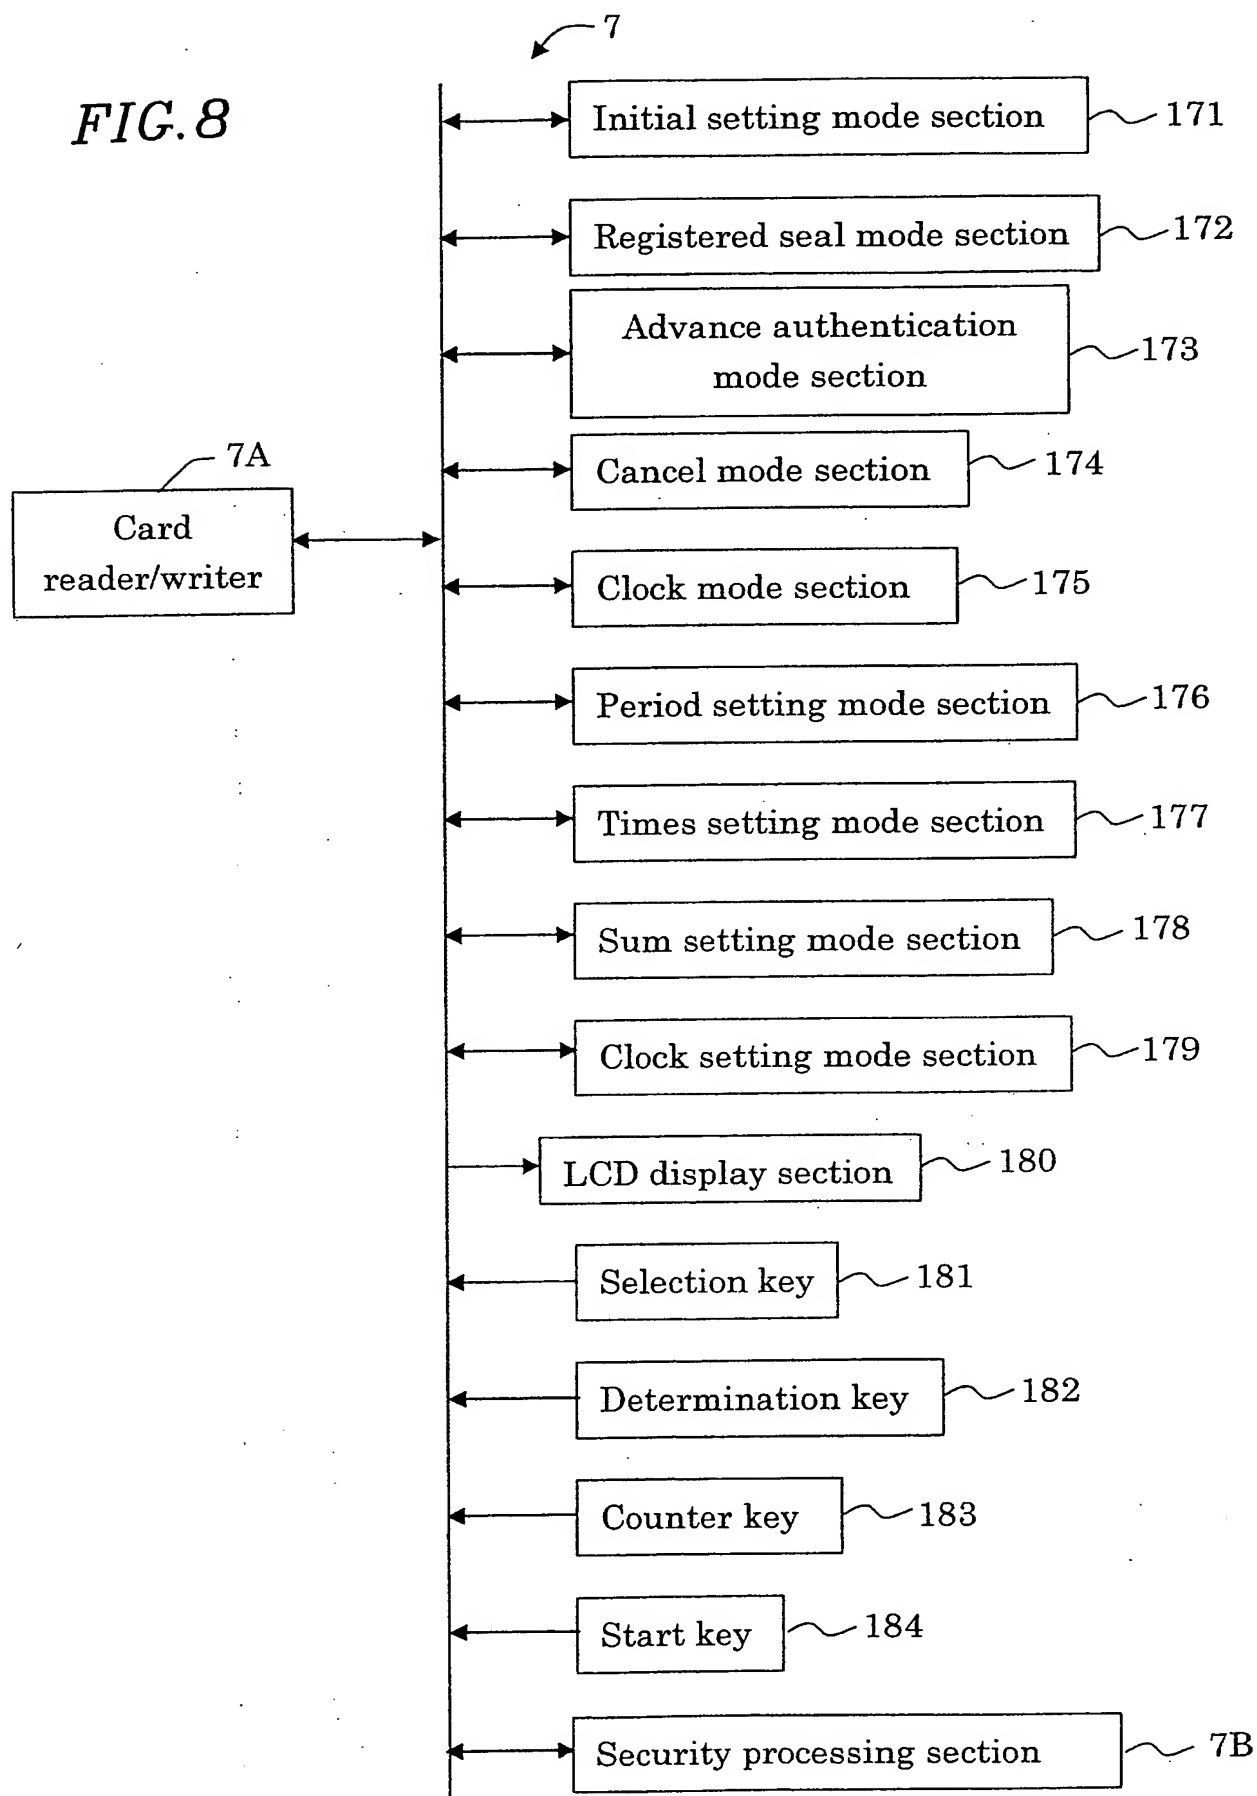 7
FIG.8
Initial setting mode section
171
Registered seal mode section
172
Advance authentication
mode section
173
Cancel mode section
174
7A
Card
reader/writer
Clock mode section
175
Period setting mode section
176
Times setting mode section
177
Sum setting mode section
178
Clock setting mode section
179
LCD display section
180
Selection key
181
Determination key
182
Counter key
183
Start key
184
Security processing section
7B